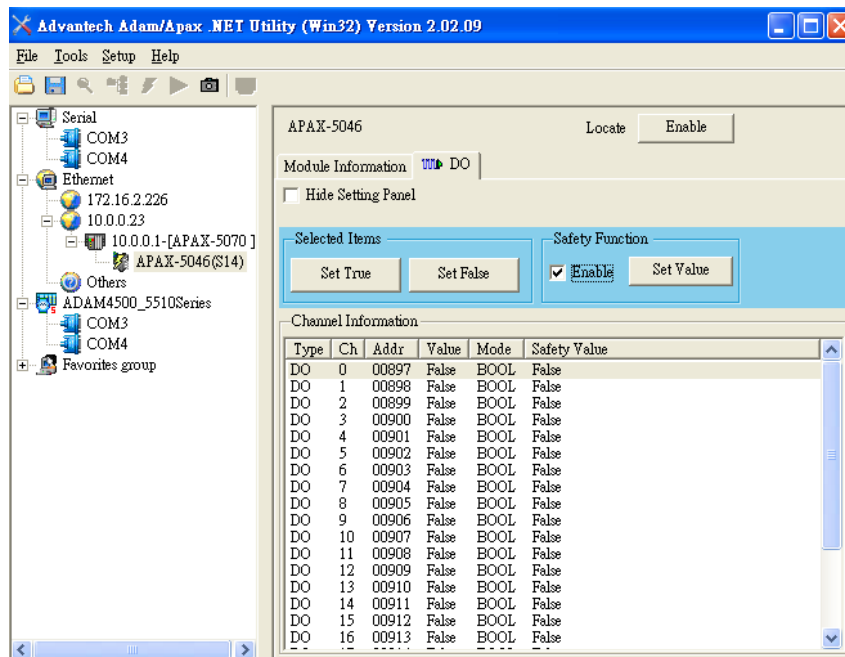 Advantech Adam/Apax .NET Utility (Win32) Version 2.02.09
File Tools Setup Help
Serial
COM3
COM4
Ethernet
172.16.2.226
10.0.0.23
10.0.0.1-[APAX-5070 ]
APAX-5046(S14)
Others
ADAM4500_5510Series
COM3
COM4
Favorites group
APAX-5046 Locate Enable
Module Information DO
Hide Setting Panel
Selected Items Safety Function
Set True Set False Enable Set Value
Channel Information
Type Ch Addr Value Mode Safety Value
DO 0 00897 False BOOL False
DO 1 00898 False BOOL False
DO 2 00899 False BOOL False
DO 3 00900 False BOOL False
DO 4 00901 False BOOL False
DO 5 00902 False BOOL False
DO 6 00903 False BOOL False
DO 7 00904 False BOOL False
DO 8 00905 False BOOL False
DO 9 00906 False BOOL False
DO 10 00907 False BOOL False
DO 11 00908 False BOOL False
DO 12 00909 False BOOL False
DO 13 00910 False BOOL False
DO 14 00911 False BOOL False
DO 15 00912 False BOOL False
DO 16 00913 False BOOL False